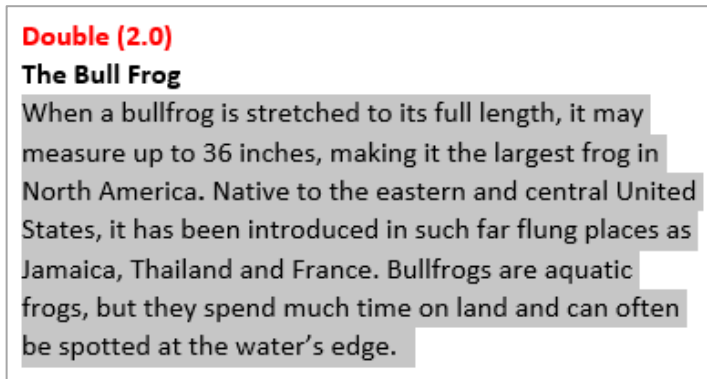 Double (2.0)
The Bull Frog
When a bullfrog is stretched to its full length, it may
measure up to 36 inches, making it the largest frog in
North America. Native to the eastern and central United
States, it has been introduced in such far flung places as
Jamaica, Thailand and France. Bullfrogs are aquatic
frogs, but they spend much time on land and can often
be spotted at the water’s edge.